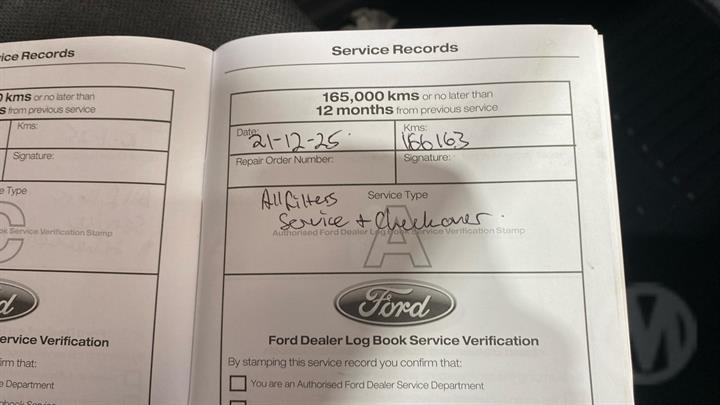 ice Records
kms or no later than
s from previous service
Kms:
Signature:
e Type
C
ok Service Verification Stamp
d
ervice Verification
irm that:
e Department
Service Records
165,000 kms or no later than
12 months from previous service
Date: 21-12-25
Kms: 166163
Repair Order Number:
Signature:
Service Type
All filters
Service + Checkover.
A
Authorised Ford Dealer Log Book Service Verification Stamp
Ford
Ford Dealer Log Book Service Verification
By stamping this service record you confirm that:
You are an Authorised Ford Dealer Service Department